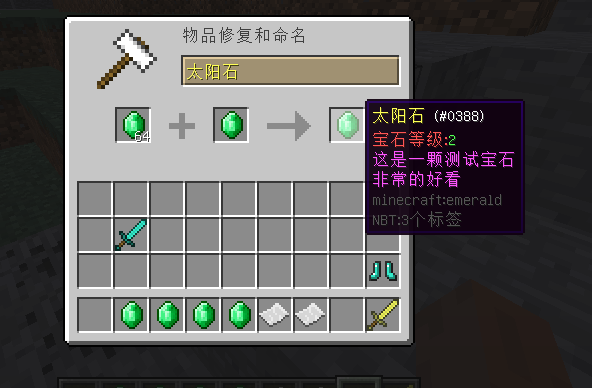 物品修复和命名
太阳石
64
太阳石 (#0388)
宝石等级:2
这是一颗测试宝石
非常的好看
minecraft:emerald
NBT:3个标签